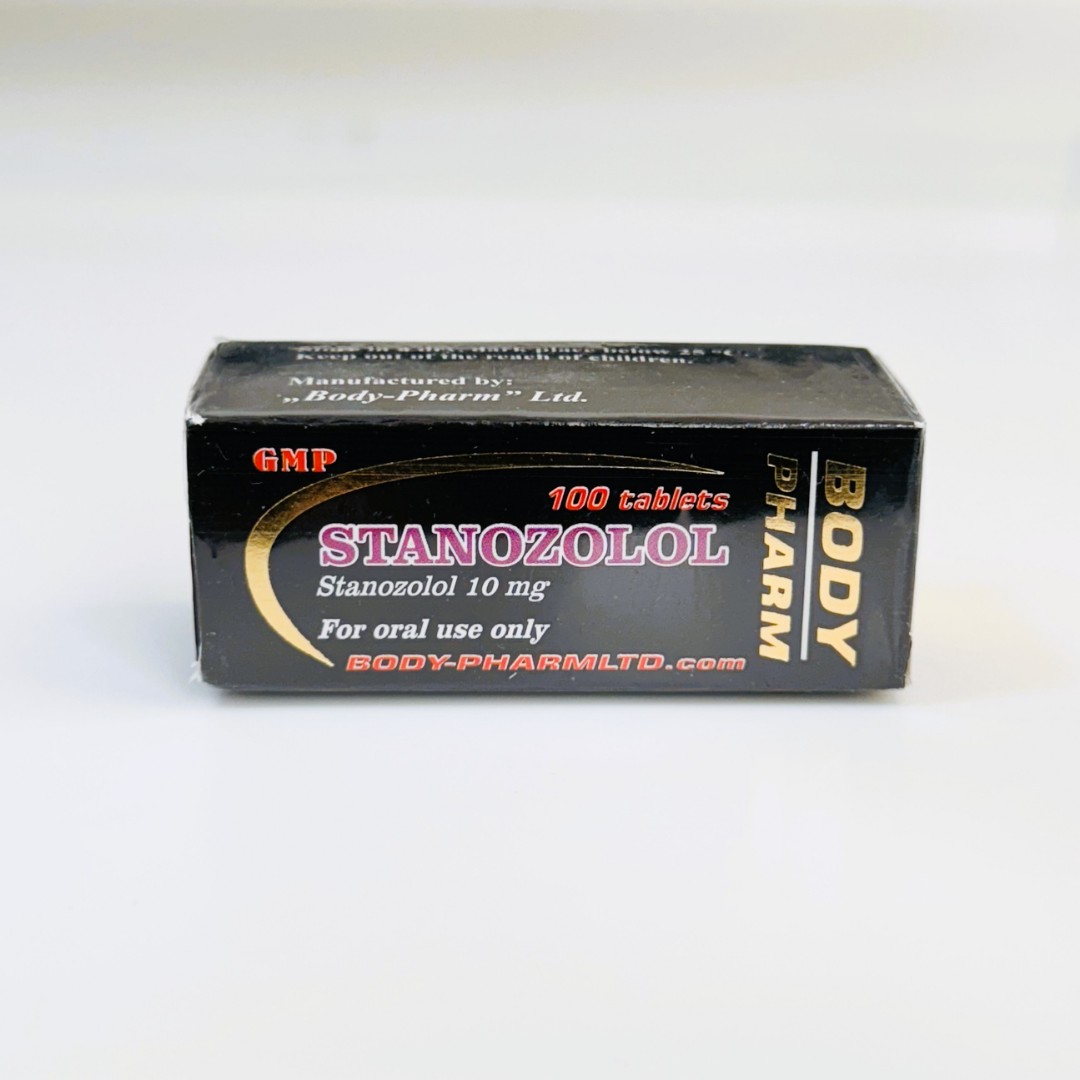 Keep out of the reach of children.
Manufactured by:
„Body-Pharm” Ltd.
GMP
100 tablets
STANOZOLOL
Stanozolol 10 mg
For oral use only
BODY-PHARMLTD.com
BODY
PHARM